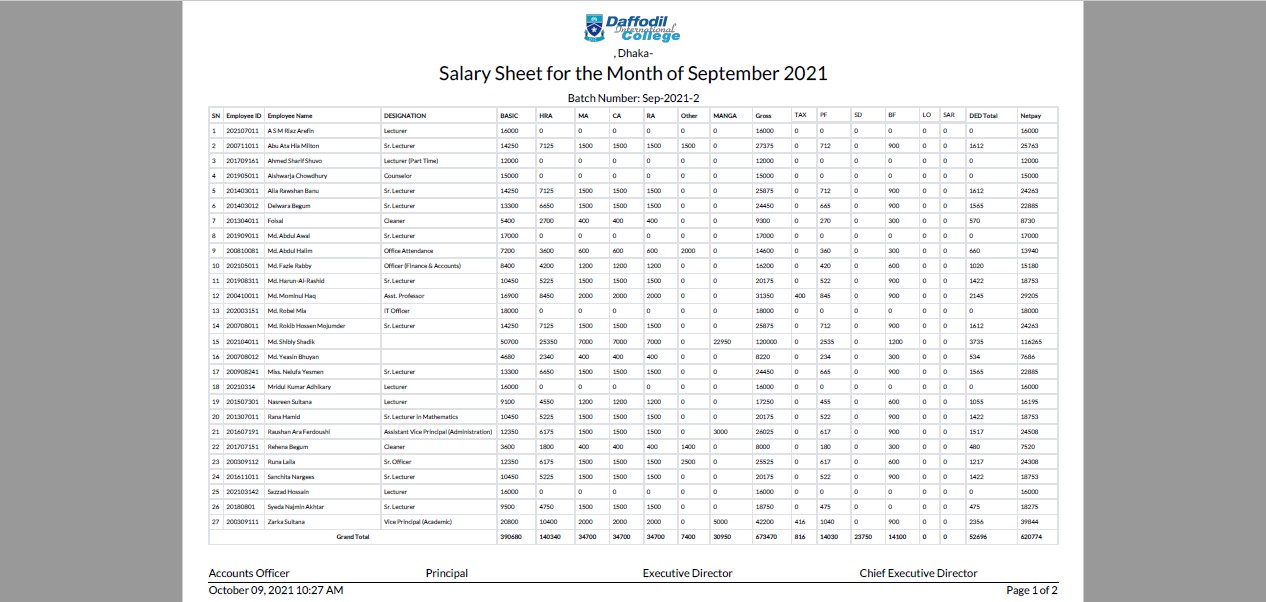 Daffodil
International
College
, Dhaka-
Salary Sheet for the Month of September 2021
Batch Number: Sep-2021-2
SN Employee ID Employee Name DESIGNATION BASIC HRA MA CA RA Other MANGA Gross TAX PF SD BF LO SAR DED Total Netpay
1 202107011 A S M Riaz Arefin Lecturer 16000 0 0 0 0 0 0 16000 0 0 0 0 0 0 0 16000
2 200711011 Abu Ata Hia Milton Sr. Lecturer 14250 7125 1500 1500 1500 1500 0 27375 0 712 0 900 0 0 1612 25763
3 201709161 Ahmed Sharif Shuvo Lecturer (Part Time) 12000 0 0 0 0 0 0 12000 0 0 0 0 0 0 0 12000
4 201905011 Aishwarja Chowdhury Counselor 15000 0 0 0 0 0 0 15000 0 0 0 0 0 0 0 15000
5 201403011 Alia Rawshan Banu Sr. Lecturer 14250 7125 1500 1500 1500 0 0 25875 0 712 0 900 0 0 1612 24263
6 201403012 Delwara Begum Sr. Lecturer 13300 6650 1500 1500 1500 0 0 24450 0 665 0 900 0 0 1565 22885
7 201304011 Foisal Cleaner 5400 2700 400 400 400 0 0 9300 0 270 0 300 0 0 570 8730
8 201909011 Md. Abdul Awal Sr. Lecturer 17000 0 0 0 0 0 0 17000 0 0 0 0 0 0 0 17000
9 200810081 Md. Abdul Halim Office Attendance 7200 3600 600 600 600 2000 0 14600 0 360 0 300 0 0 660 13940
10 202105011 Md. Fazle Rabby Officer (Finance & Accounts) 8400 4200 1200 1200 1200 0 0 16200 0 420 0 600 0 0 1020 15180
11 201908311 Md. Harun-Al-Rashid Sr. Lecturer 10450 5225 1500 1500 1500 0 0 20175 0 522 0 900 0 0 1422 18753
12 200410011 Md. Mominul Haq Asst. Professor 16900 8450 2000 2000 2000 0 0 31350 400 845 0 900 0 0 2145 29205
13 202003151 Md. Robel Mia IT Officer 18000 0 0 0 0 0 0 18000 0 0 0 0 0 0 0 18000
14 200708011 Md. Rokib Hossen Mojumder Sr. Lecturer 14250 7125 1500 1500 1500 0 0 25875 0 712 0 900 0 0 1612 24263
15 202104011 Md. Shibly Shadik 50700 25350 7000 7000 7000 0 22950 120000 0 2535 0 1200 0 0 3735 116265
16 200708012 Md. Yeasin Bhuyan 4680 2340 400 400 400 0 0 8220 0 234 0 300 0 0 534 7686
17 200908241 Miss. Nelufa Yesmen Sr. Lecturer 13300 6650 1500 1500 1500 0 0 24450 0 665 0 900 0 0 1565 22885
18 20210314 Mridul Kumar Adhikary Lecturer 16000 0 0 0 0 0 0 16000 0 0 0 0 0 0 0 16000
19 201507301 Nasreen Sultana Lecturer 9100 4550 1200 1200 1200 0 0 17250 0 455 0 600 0 0 1055 16195
20 201307011 Rana Hamid Sr. Lecturer in Mathematics 10450 5225 1500 1500 1500 0 0 20175 0 522 0 900 0 0 1422 18753
21 201607191 Raushan Ara Ferdoushi Assistant Vice Principal (Administration) 12350 6175 1500 1500 1500 0 3000 26025 0 617 0 900 0 0 1517 24508
22 201707151 Rehena Begum Cleaner 3600 1800 400 400 400 1400 0 8000 0 180 0 300 0 0 480 7520
23 200309112 Runa Laila Sr. Officer 12350 6175 1500 1500 1500 2500 0 25525 0 617 0 600 0 0 1217 24308
24 201611011 Sanchita Nargees Sr. Lecturer 10450 5225 1500 1500 1500 0 0 20175 0 522 0 900 0 0 1422 18753
25 202103142 Sazzad Hossain Lecturer 16000 0 0 0 0 0 0 16000 0 0 0 0 0 0 0 16000
26 20180801 Syeda Najmin Akhtar Sr. Lecturer 9500 4750 1500 1500 1500 0 0 18750 0 475 0 0 0 0 475 18275
27 200309111 Zarka Sultana Vice Principal (Academic) 20800 10400 2000 2000 2000 0 5000 42200 416 1040 0 900 0 0 2356 39844
Grand Total 390680 140340 34700 34700 34700 7400 30950 673470 816 14030 23750 14100 0 0 52696 620774
Accounts Officer Principal Executive Director Chief Executive Director
October 09, 2021 10:27 AM Page 1 of 2